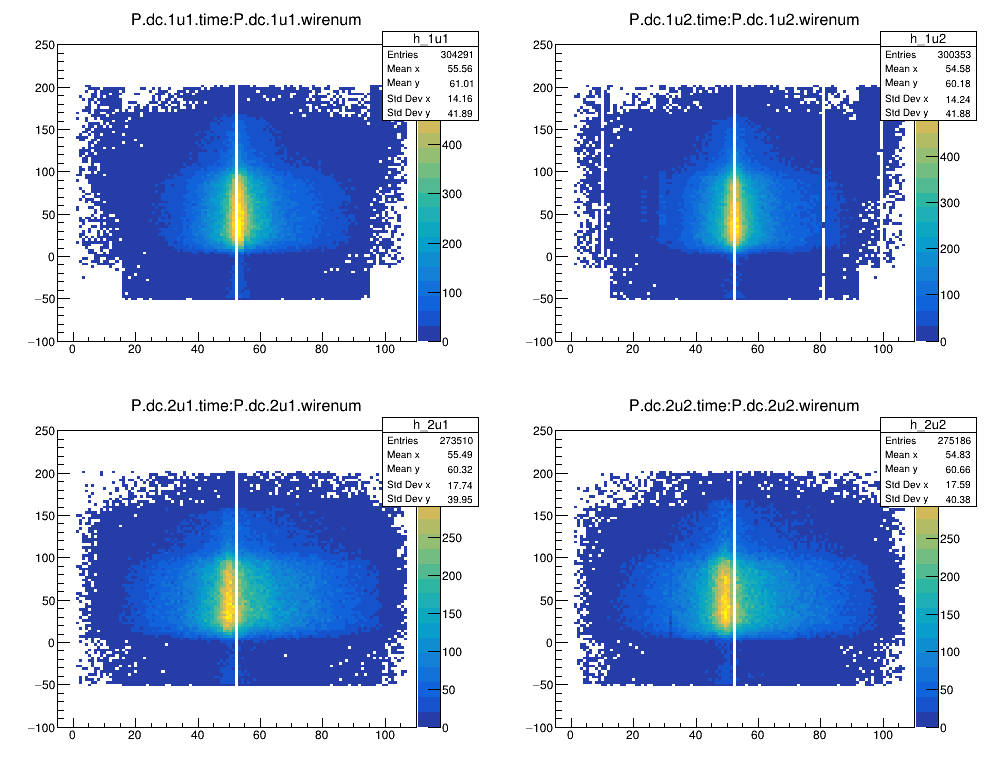 P.dc.1u1.time:P.dc.1u1.wirenum
h_1u1
Entries 304291
Mean x 55.56
Mean y 61.01
Std Dev x 14.16
Std Dev y 41.89
250
200
150
100
50
0
−50
−100
0 20 40 60 80 100
400
300
200
100
0
P.dc.1u2.time:P.dc.1u2.wirenum
h_1u2
Entries 300353
Mean x 54.58
Mean y 60.18
Std Dev x 14.24
Std Dev y 41.88
250
200
150
100
50
0
−50
−100
0 20 40 60 80 100
400
300
200
100
0
P.dc.2u1.time:P.dc.2u1.wirenum
h_2u1
Entries 273510
Mean x 55.49
Mean y 60.32
Std Dev x 17.74
Std Dev y 39.95
250
200
150
100
50
0
−50
−100
0 20 40 60 80 100
250
200
150
100
50
0
P.dc.2u2.time:P.dc.2u2.wirenum
h_2u2
Entries 275186
Mean x 54.83
Mean y 60.66
Std Dev x 17.59
Std Dev y 40.38
250
200
150
100
50
0
−50
−100
0 20 40 60 80 100
250
200
150
100
50
0